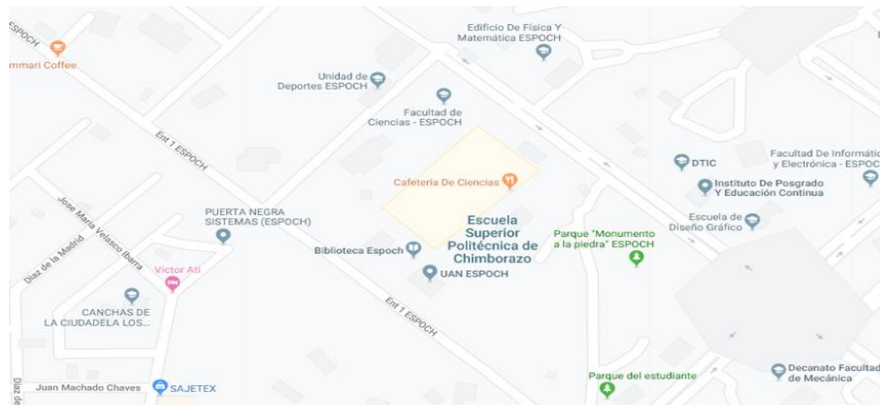 ESPOCH
mmari Coffee
Edificio De Física Y
Matemática ESPOCH
Unidad de
Deportes ESPOCH
Facultad de
Ciencias - ESPOCH
Ent 1 ESPOCH
Cafeteria De Ciencias
DTIC
Facultad De Informátic
y Electrónica - ESPOC
Instituto De Posgrado
Y Educación Continua
Jose Maria Velasco Ibarra
PUERTA NEGRA
SISTEMAS (ESPOCH)
Escuela
Superior
Politécnica de
Chimborazo
Escuela de
Diseño Gráfico
Parque "Monumento
a la piedra" ESPOCH
Diaz de la Madrid
Biblioteca Espoch
UAN ESPOCH
Victor Ati
CANCHAS DE
LA CIUDADELA LOS...
Ent 1 ESPOCH
Decanato Facultad
de Mecánica
Parque del estudiante
Diaz de
Juan Machado Chaves
SAJETEX